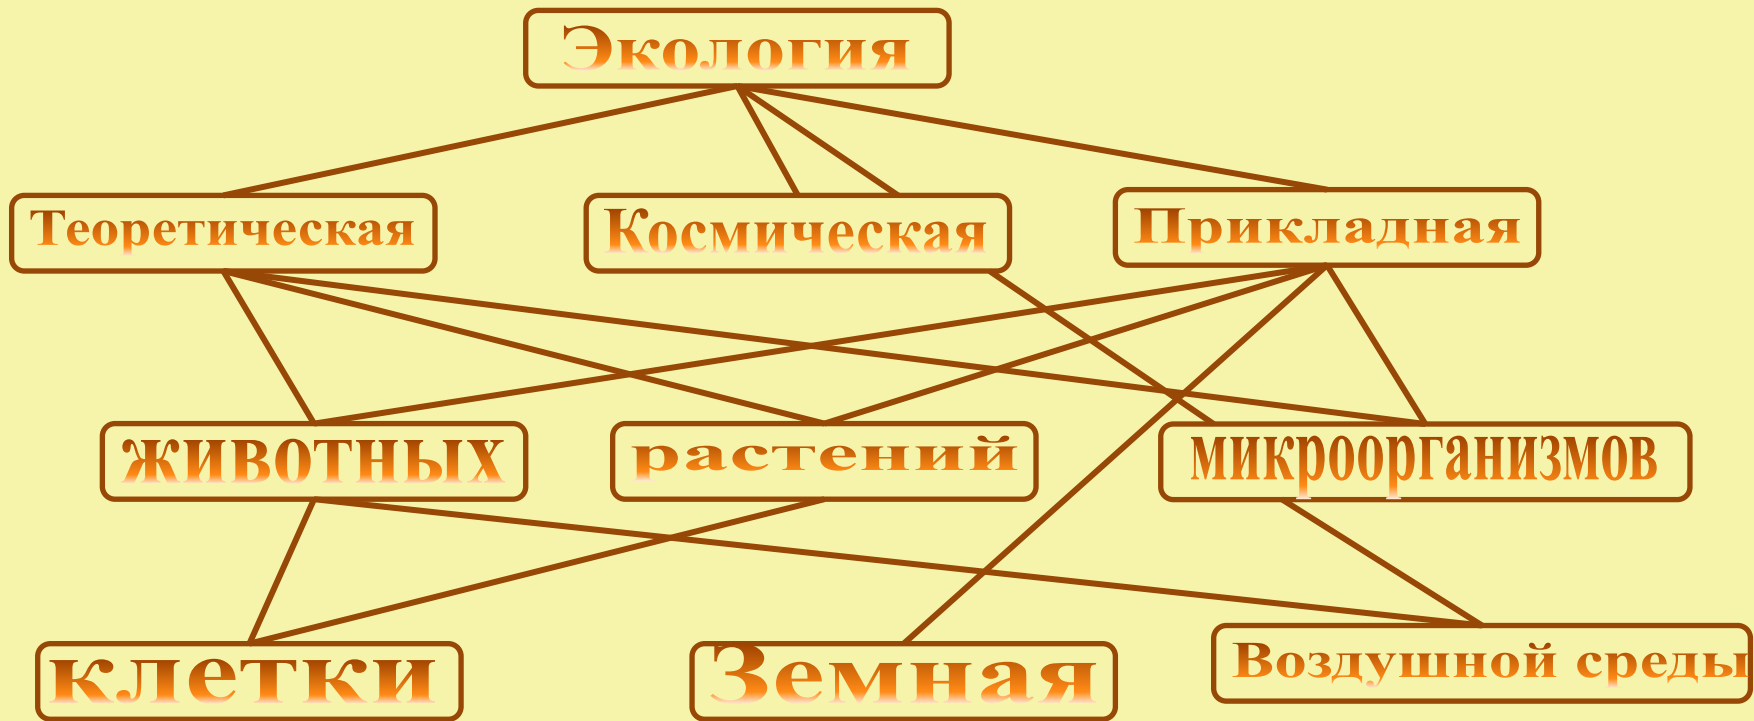 Экология
Теоретическая
Космическая
Прикладная
животных
растений
микроорганизмов
клетки
Земная
Воздушной среды